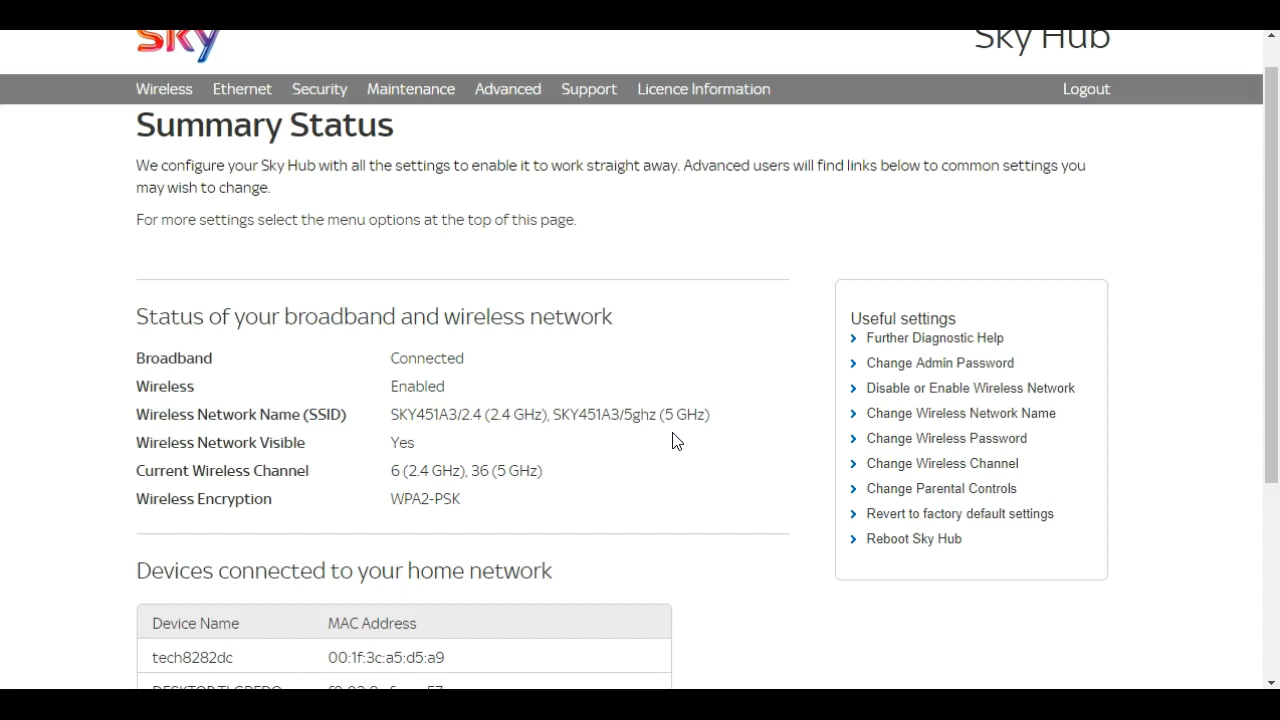 sky
Sky Hub
Wireless Ethernet Security Maintenance Advanced Support Licence Information Logout
Summary Status
We configure your Sky Hub with all the settings to enable it to work straight away. Advanced users will find links below to common settings you
may wish to change.
For more settings select the menu options at the top of this page.
Status of your broadband and wireless network
Broadband Connected
Wireless Enabled
Wireless Network Name (SSID) SKY451A3/2.4 (2.4 GHz), SKY451A3/5ghz (5 GHz)
Wireless Network Visible Yes
Current Wireless Channel 6 (2.4 GHz), 36 (5 GHz)
Wireless Encryption WPA2-PSK
Useful settings
Further Diagnostic Help
Change Admin Password
Disable or Enable Wireless Network
Change Wireless Network Name
Change Wireless Password
Change Wireless Channel
Change Parental Controls
Revert to factory default settings
Reboot Sky Hub
Devices connected to your home network
Device Name MAC Address
tech8282dc 00:1f:3c:a5:d5:a9